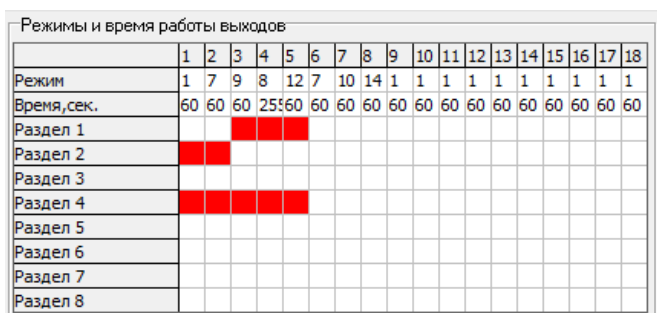 Режимы и время работы выходов
1 2 3 4 5 6 7 8 9 10 11 12 13 14 15 16 17 18
Режим 1 7 9 8 12 7 10 14 1 1 1 1 1 1 1 1 1 1
Время,сек. 60 60 60 255 60 60 60 60 60 60 60 60 60 60 60 60 60 60
Раздел 1
Раздел 2
Раздел 3
Раздел 4
Раздел 5
Раздел 6
Раздел 7
Раздел 8